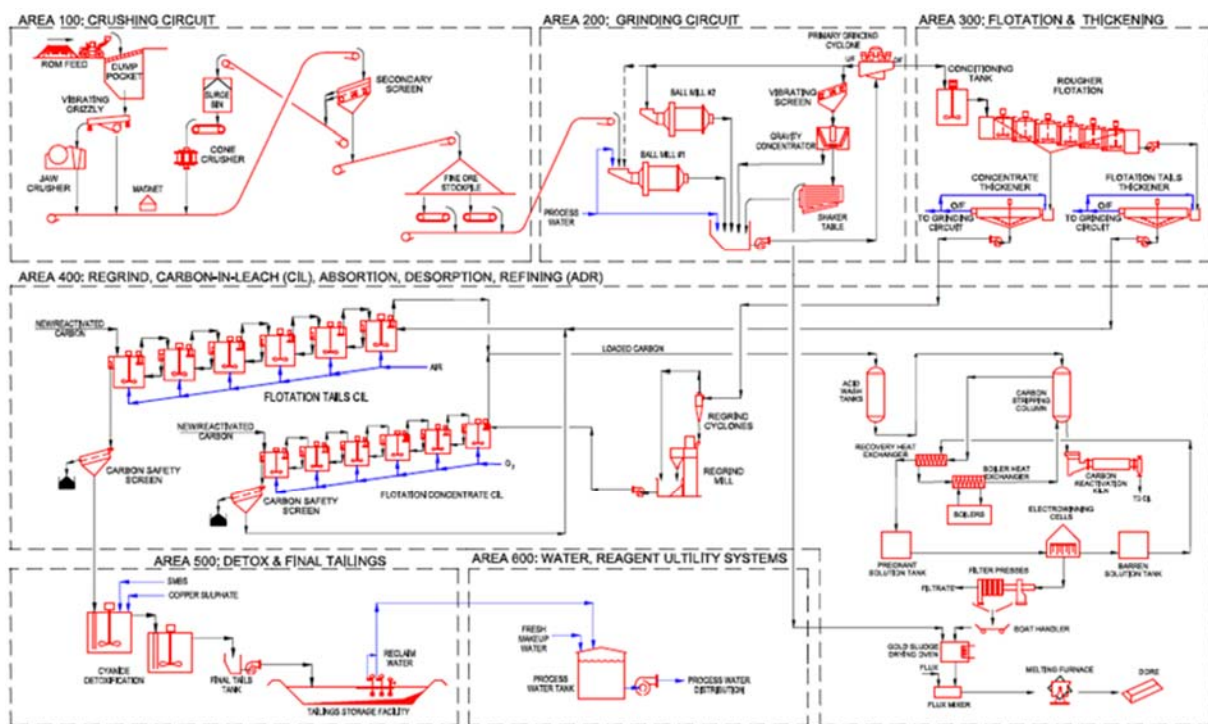 AREA 100: CRUSHING CIRCUIT
ROM FEED
DUMP
POCKET
VIBRATING
GRIZZLY
JAW
CRUSHER
MAGNET
SURGE
BIN
CONE
CRUSHER
SECONDARY
SCREEN
FINE ORE
STOCKPILE
AREA 200: GRINDING CIRCUIT
PRIMARY GRINDING
CYCLONE
U/F
O/F
BALL MILL #2
BALL MILL #1
VIBRATING
SCREEN
GRAVITY
CONCENTRATOR
SHAKER
TABLE
PROCESS
WATER
AREA 300: FLOTATION & THICKENING
CONDITIONING
TANK
ROUGHER
FLOTATION
CONCENTRATE
THICKENER
FLOTATION TAILS
THICKENER
O/F
TO GRINDING
CIRCUIT
O/F
TO GRINDING
CIRCUIT
AREA 400: REGRIND, CARBON-IN-LEACH (CIL), ABSORTION, DESORPTION, REFINING (ADR)
NEW/REACTIVATED
CARBON
AIR
FLOTATION TAILS CIL
NEW/REACTIVATED
CARBON
O2
FLOTATION CONCENTRATE CIL
CARBON SAFETY
SCREEN
CARBON SAFETY
SCREEN
LOADED CARBON
REGRIND
CYCLONES
REGRIND
MILL
ACID
WASH
TANKS
CARBON
STRIPPING
COLUMN
RECOVERY HEAT
EXCHANGER
BOILER HEAT
EXCHANGER
BOILERS
CARBON
REACTIVATION
KILN
TO CIL
ELECTROWINNING
CELLS
PREGNANT
SOLUTION TANK
BARREN
SOLUTION TANK
FILTER PRESSES
FILTRATE
BOAT HANDLER
GOLD SLUDGE
DRYING OVEN
FLUX
FLUX MIXER
MELTING FURNACE
DORE
AREA 500: DETOX & FINAL TAILINGS
SMBS
COPPER SULPHATE
CYANIDE
DETOXIFICATION
FINAL TAILS
TANK
RECLAIM
WATER
TAILINGS STORAGE FACILITY
AREA 600: WATER, REAGENT ULTILITY SYSTEMS
FRESH
MAKEUP
WATER
PROCESS
WATER TANK
PROCESS WATER
DISTRIBUTION